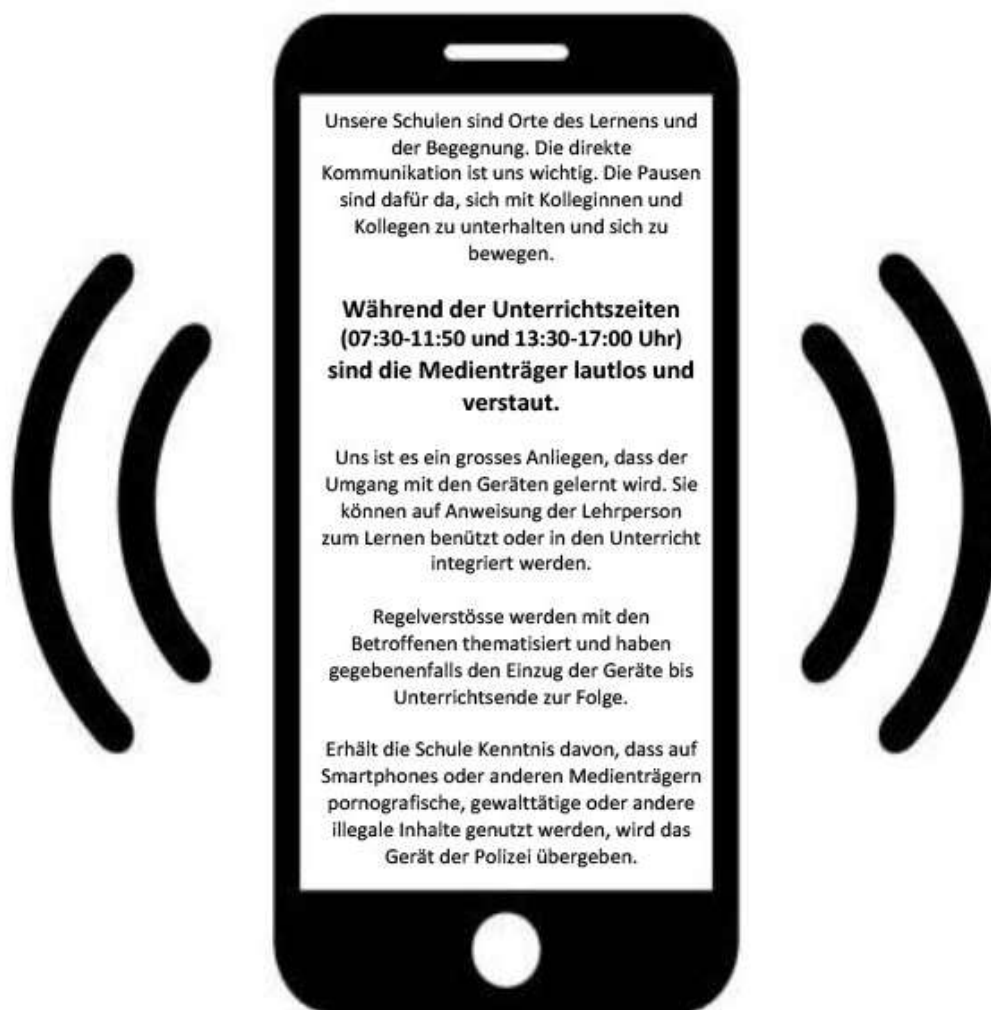 Unsere Schulen sind Orte des Lernens und
der Begegnung. Die direkte
Kommunikation ist uns wichtig. Die Pausen
sind dafür da, sich mit Kolleginnen und
Kollegen zu unterhalten und sich zu
bewegen.
Während der Unterrichtszeiten
(07:30-11:50 und 13:30-17:00 Uhr)
sind die Medienträger lautlos und
verstaut.
Uns ist es ein grosses Anliegen, dass der
Umgang mit den Geräten gelernt wird. Sie
können auf Anweisung der Lehrperson
zum Lernen benützt oder in den Unterricht
integriert werden.
Regelverstösse werden mit den
Betroffenen thematisiert und haben
gegebenenfalls den Einzug der Geräte bis
Unterrichtsende zur Folge.
Erhält die Schule Kenntnis davon, dass auf
Smartphones oder anderen Medienträgern
pornografische, gewalttätige oder andere
illegale Inhalte genutzt werden, wird das
Gerät der Polizei übergeben.